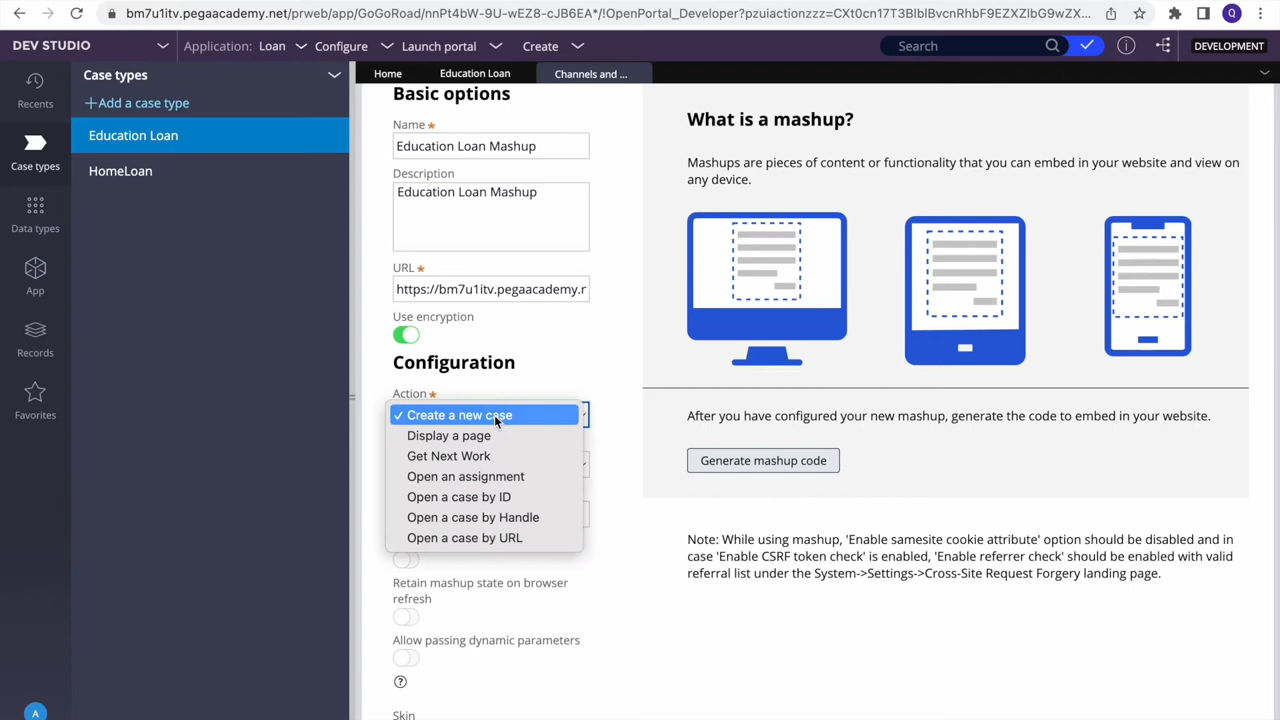 bm7u1itv.pegaacademy.net/prweb/app/GoGoRoad/nnPt4bW-9U-wEZ8-cJB6EA*/!OpenPortal_Developer?pzuiactionzzz=CXt0cn17T3BlblBvcnRhbF9EZXZlbG9wZX...
Q
DEV STUDIO
Application: Loan
Configure
Launch portal
Create
Search
DEVELOPMENT
Recents
Case types
Data types
App
Records
Favorites
A
Case types
+Add a case type
Education Loan
HomeLoan
Home
Education Loan
Channels and ...
Basic options
Name★
Education Loan Mashup
Description
Education Loan Mashup
URL★
https://bm7u1itv.pegaacademy.r
Use encryption
Configuration
Action★
✓ Create a new case
Display a page
Get Next Work
Open an assignment
Open a case by ID
Open a case by Handle
Open a case by URL
Retain mashup state on browser
refresh
Allow passing dynamic parameters
?
Skin
What is a mashup?
Mashups are pieces of content or functionality that you can embed in your website and view on
any device.
After you have configured your new mashup, generate the code to embed in your website.
Generate mashup code
Note: While using mashup, 'Enable samesite cookie attribute' option should be disabled and in
case 'Enable CSRF token check' is enabled, 'Enable referrer check' should be enabled with valid
referral list under the System->Settings->Cross-Site Request Forgery landing page.